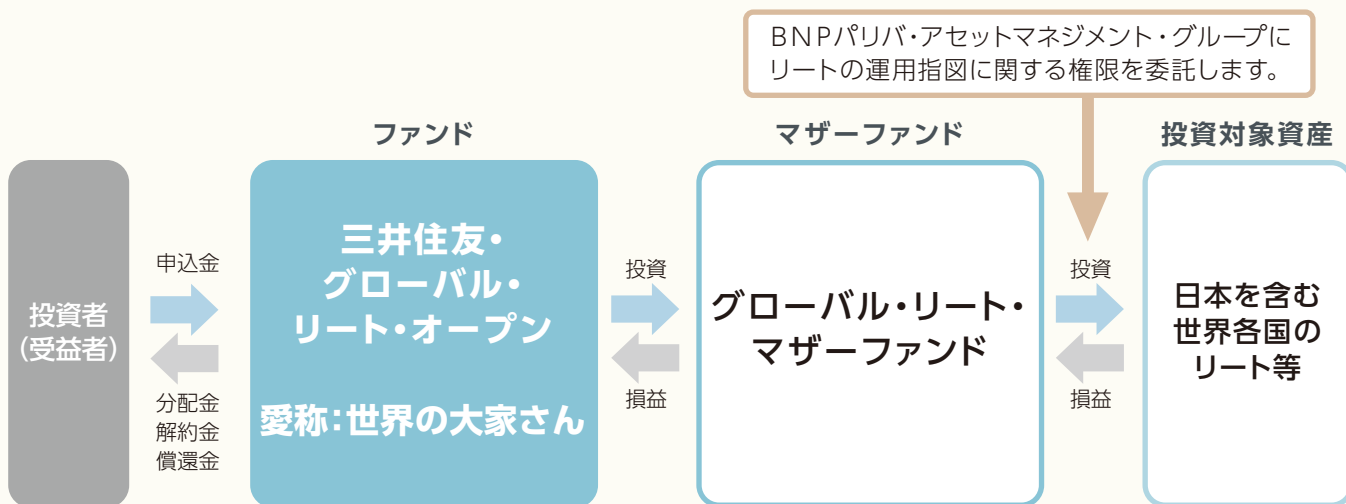 BNPパリバ・アセットマネジメント・グループに
リートの運用指図に関する権限を委託します。
ファンド
マザーファンド
投資対象資産
投資者
(受益者)
申込金
分配金
解約金
償還金
三井住友・
グローバル・
リート・オープン
愛称:世界の大家さん
投資
損益
グローバル・リート・
マザーファンド
投資
損益
日本を含む
世界各国の
リート等